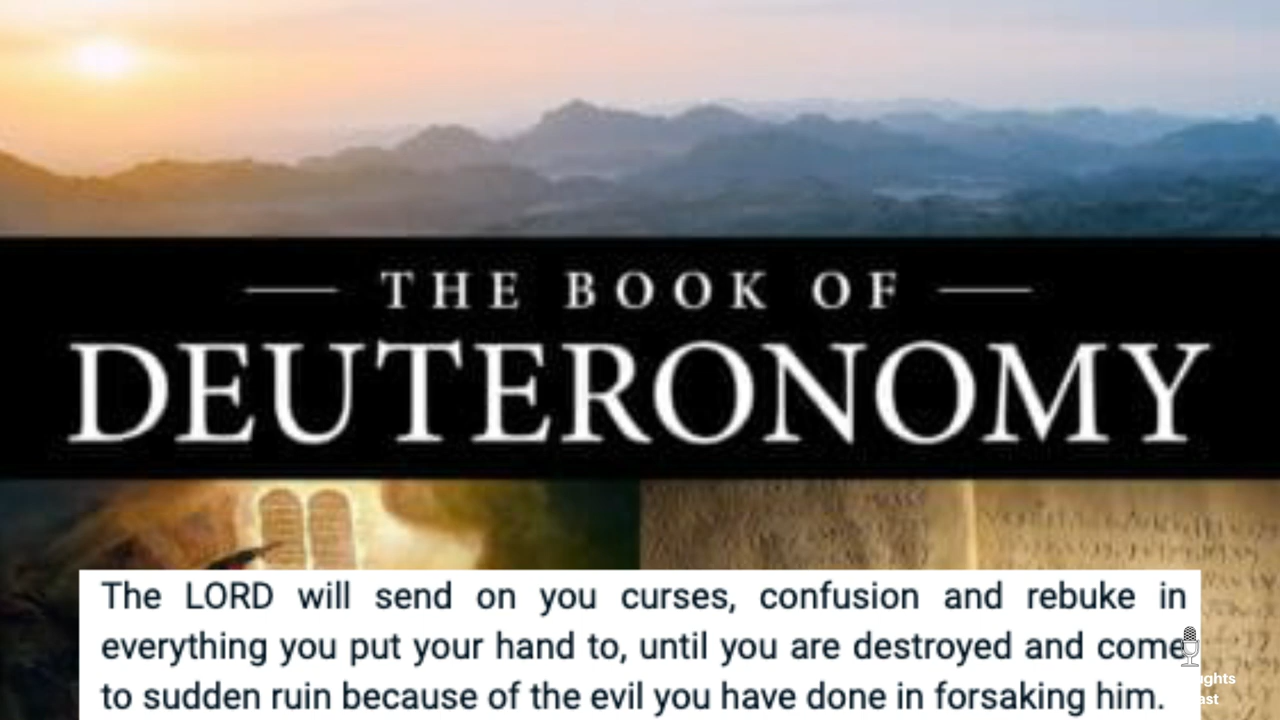 THE BOOK OF
DEUTERONOMY
The LORD will send on you curses, confusion and rebuke in
everything you put your hand to, until you are destroyed and come
to sudden ruin because of the evil you have done in forsaking him.